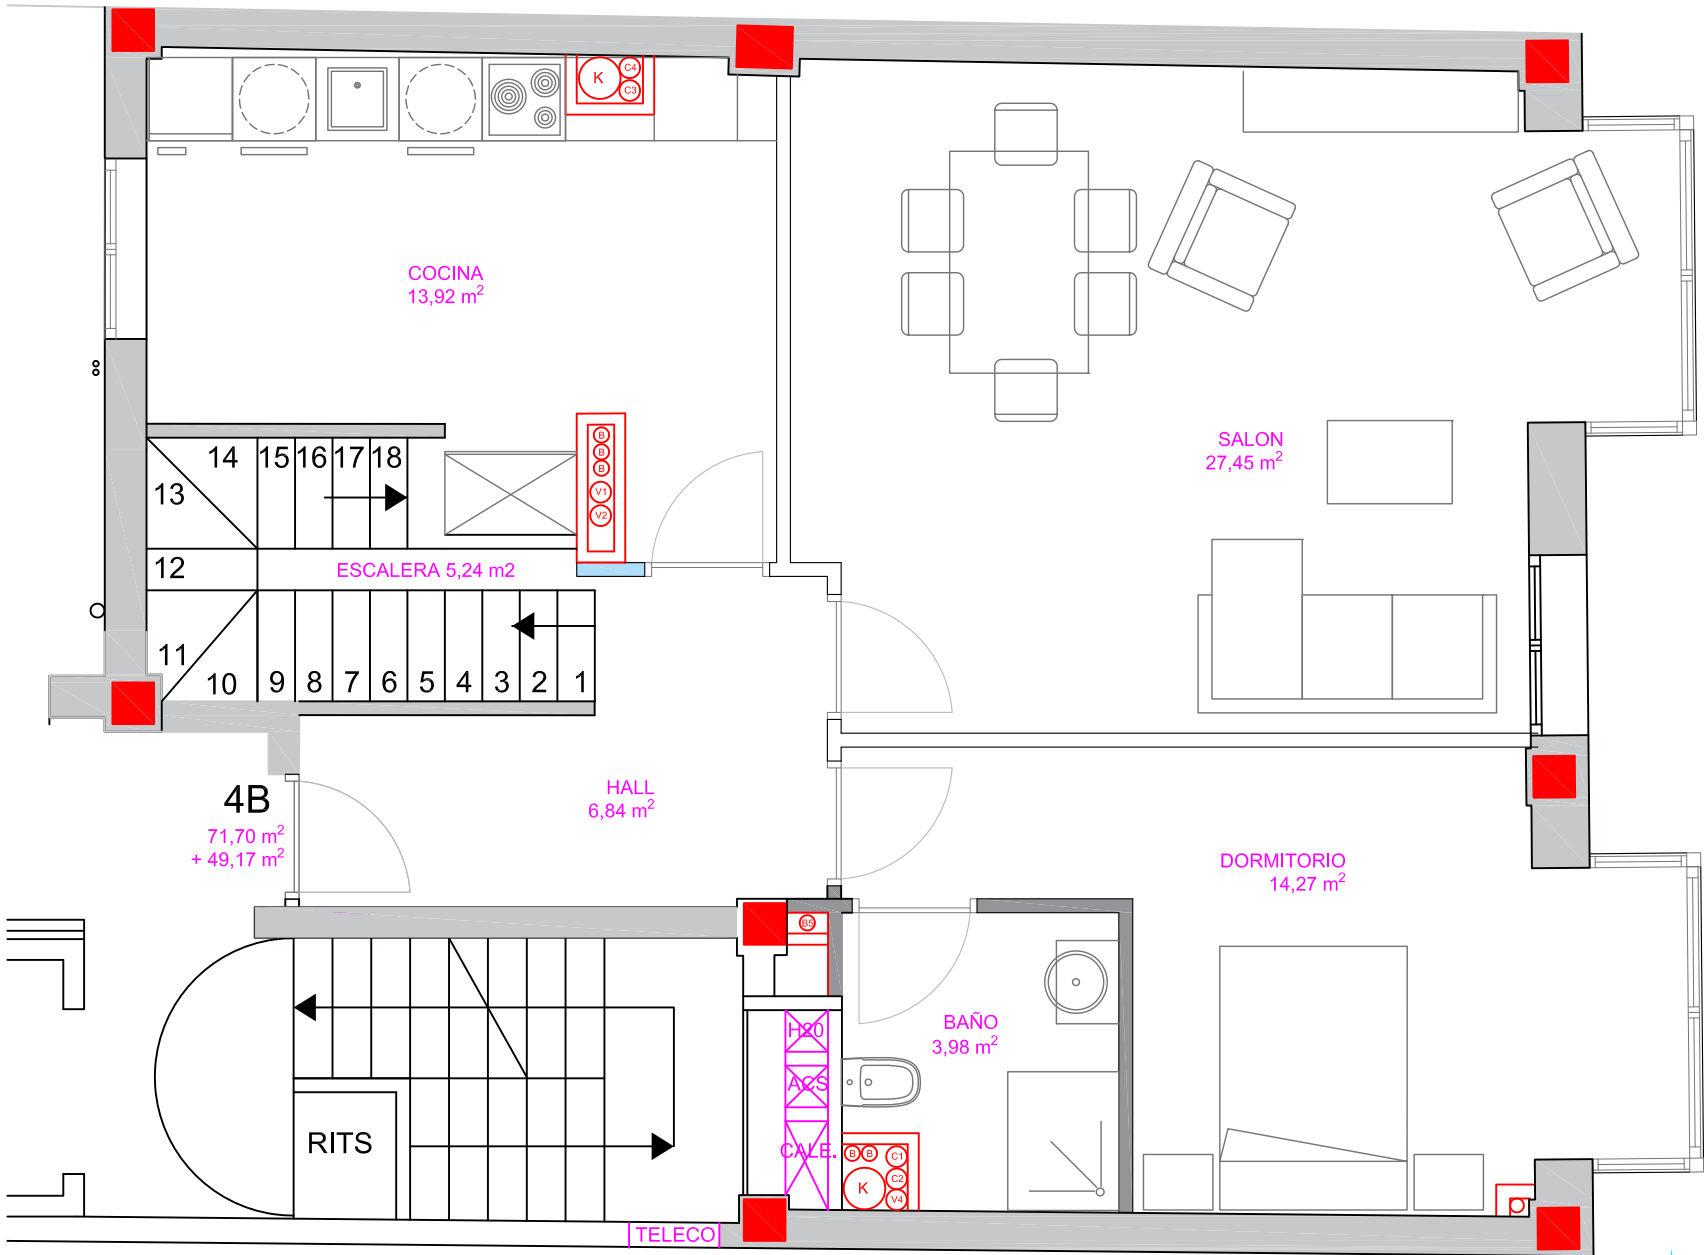 K
C4
C3
COCINA
13,92 m²
SALON
27,45 m²
B
B
B
V1
V2
14
15
16
17
18
13
12
ESCALERA 5,24 m2
11
10
9
8
7
6
5
4
3
2
1
4B
71,70 m²
+ 49,17 m²
HALL
6,84 m²
DORMITORIO
14,27 m²
B5
H20
ACS
CALE.
BAÑO
3,98 m²
B
B
C1
C2
V4
K
RITS
TELECO